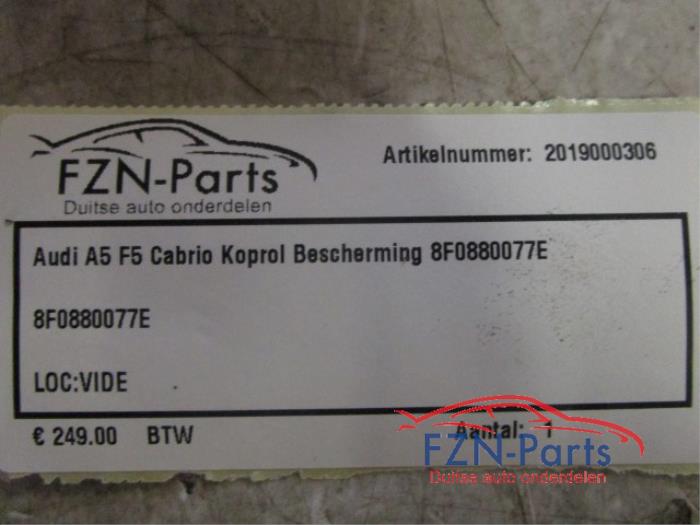 FZN-Parts
Duitse auto onderdelen
Artikelnummer: 2019000306
Audi A5 F5 Cabrio Koprol Bescherming 8F0880077E
8F0880077E
LOC:VIDE
€ 249.00 BTW Aantal: 1
FZN-Parts
Duitse auto onderdelen